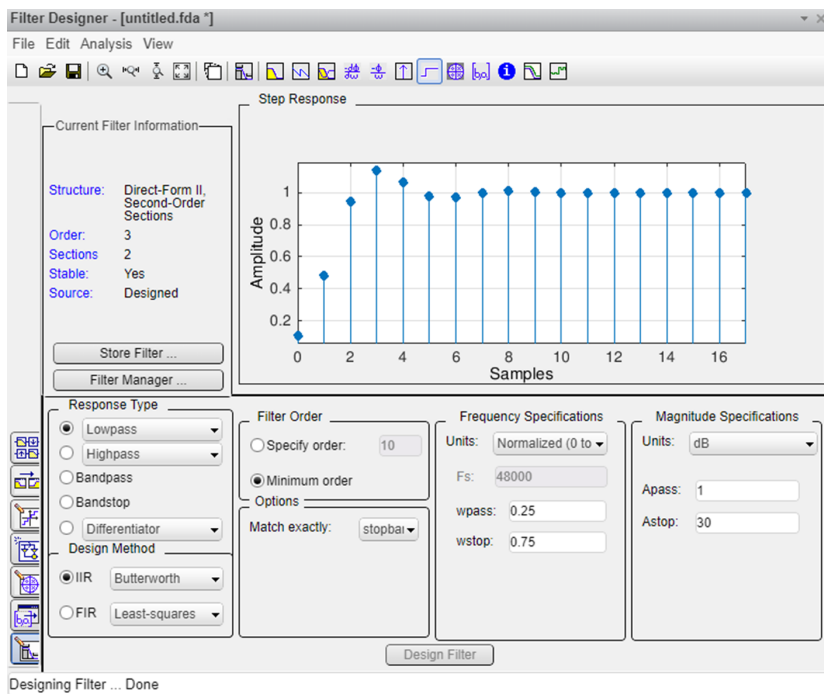 Filter Designer - [untitled.fda *]
File Edit Analysis View
Step Response
Current Filter Information
Structure: Direct-Form II,
Second-Order
Sections
Order: 3
Sections 2
Stable: Yes
Source: Designed
Store Filter ...
Filter Manager ...
Amplitude
1
0.8
0.6
0.4
0.2
0 2 4 6 8 10 12 14 16
Samples
Response Type
Lowpass
Highpass
Bandpass
Bandstop
Differentiator
Design Method
IIR Butterworth
FIR Least-squares
Filter Order
Specify order: 10
Minimum order
Options
Match exactly: stopba
Frequency Specifications
Units: Normalized (0 to
Fs: 48000
wpass: 0.25
wstop: 0.75
Magnitude Specifications
Units: dB
Apass: 1
Astop: 30
Design Filter
Designing Filter ... Done